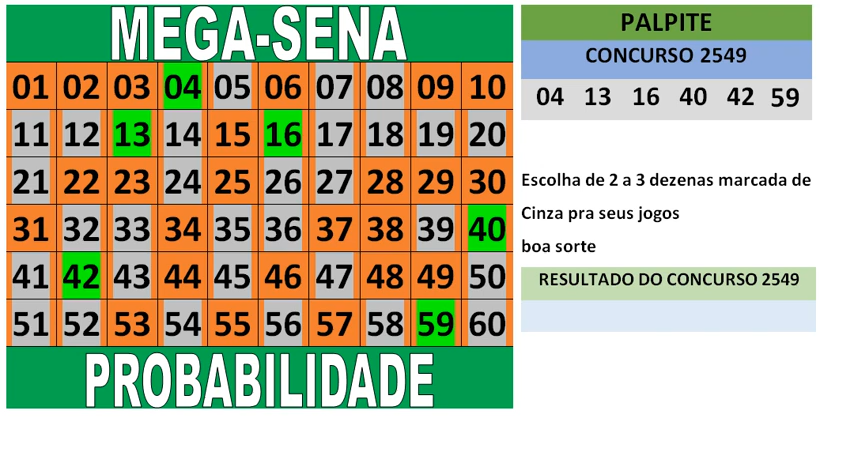 MEGA-SENA
01 02 03 04 05 06 07 08 09 10
11 12 13 14 15 16 17 18 19 20
21 22 23 24 25 26 27 28 29 30
31 32 33 34 35 36 37 38 39 40
41 42 43 44 45 46 47 48 49 50
51 52 53 54 55 56 57 58 59 60
PROBABILIDADE
PALPITE
CONCURSO 2549
04 13 16 40 42 59
Escolha de 2 a 3 dezenas marcada de
Cinza pra seus jogos
boa sorte
RESULTADO DO CONCURSO 2549